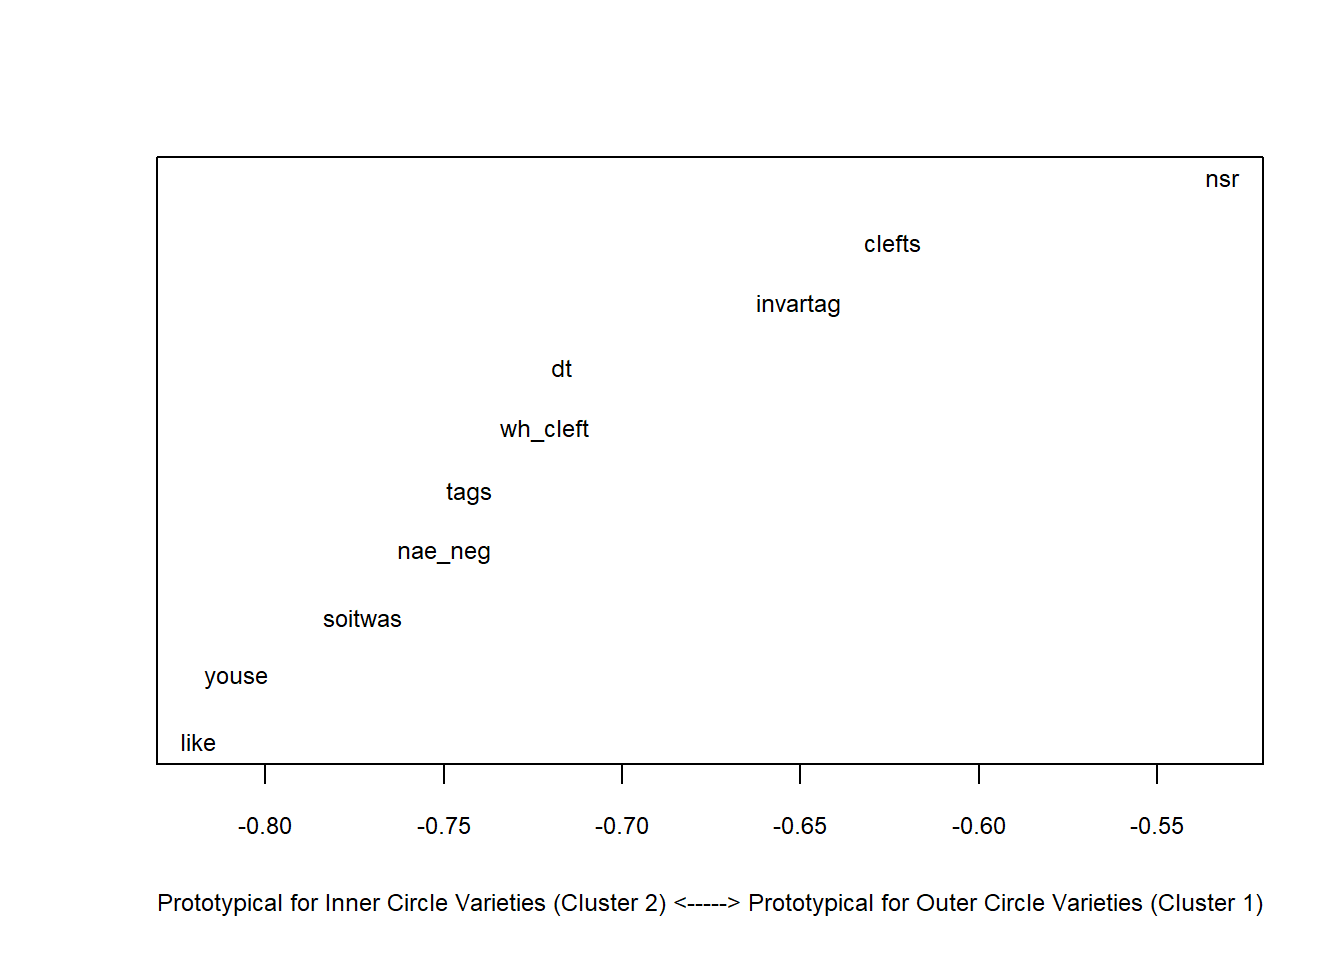 nsr
clefts
invartag
dt
wh_cleft
tags
nae_neg
soitwas
youse
like
-0.80 -0.75 -0.70 -0.65 -0.60 -0.55
Prototypical for Inner Circle Varieties (Cluster 2) <-----> Prototypical for Outer Circle Varieties (Cluster 1)